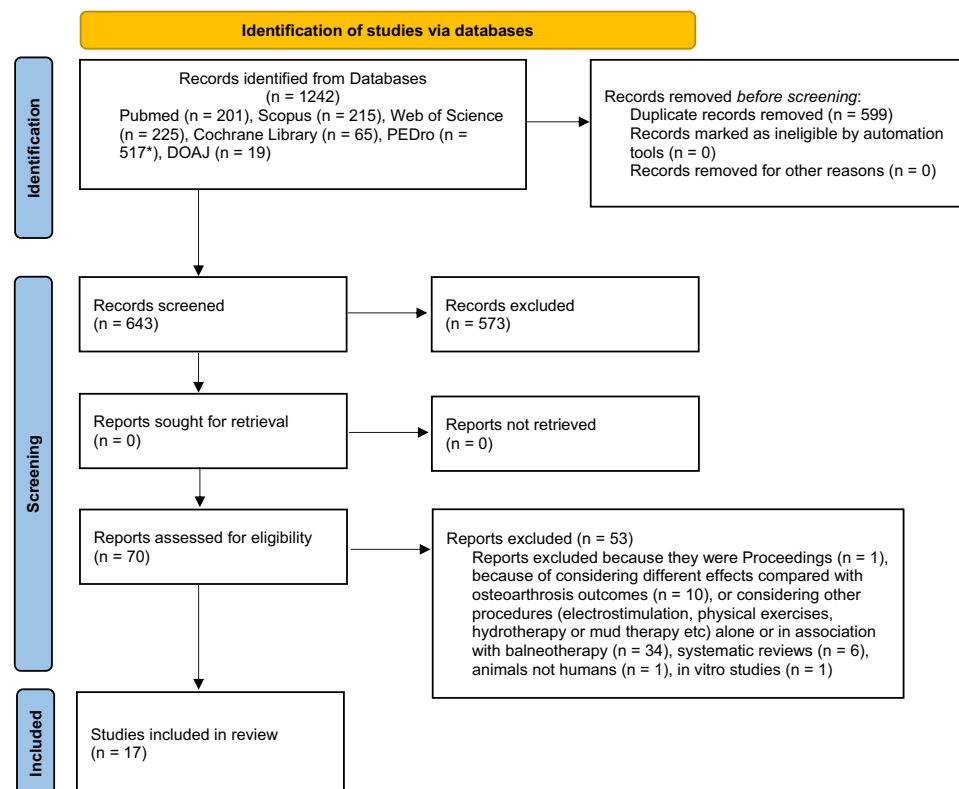 Identification of studies via databases
Identification
Records identified from Databases
(n = 1242)
Pubmed (n = 201), Scopus (n = 215), Web of Science
(n = 225), Cochrane Library (n = 65), PEDro (n =
517*), DOAJ (n = 19)
Records removed before screening:
Duplicate records removed (n = 599)
Records marked as ineligible by automation
tools (n = 0)
Records removed for other reasons (n = 0)
Screening
Records screened
(n = 643)
Records excluded
(n = 573)
Reports sought for retrieval
(n = 0)
Reports not retrieved
(n = 0)
Reports assessed for eligibility
(n = 70)
Reports excluded (n = 53)
Reports excluded because they were Proceedings (n = 1),
because of considering different effects compared with
osteoarthrosis outcomes (n = 10), or considering other
procedures (electrostimulation, physical exercises,
hydrotherapy or mud therapy etc) alone or in association
with balneotherapy (n = 34), systematic reviews (n = 6),
animals not humans (n = 1), in vitro studies (n = 1)
Included
Studies included in review
(n = 17)